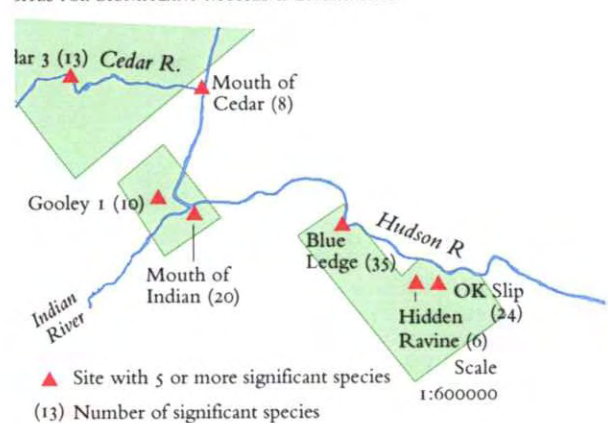 3 (13) Cedar R.
Mouth of
Cedar (8)
Gooley 1 (10)
Mouth of
Indian (20)
Indian
River
Hudson R
Blue
Ledge (35)
OK Slip
(24)
Hidden
Ravine (6)
Scale
1:600000
Site with 5 or more significant species
(13) Number of significant species